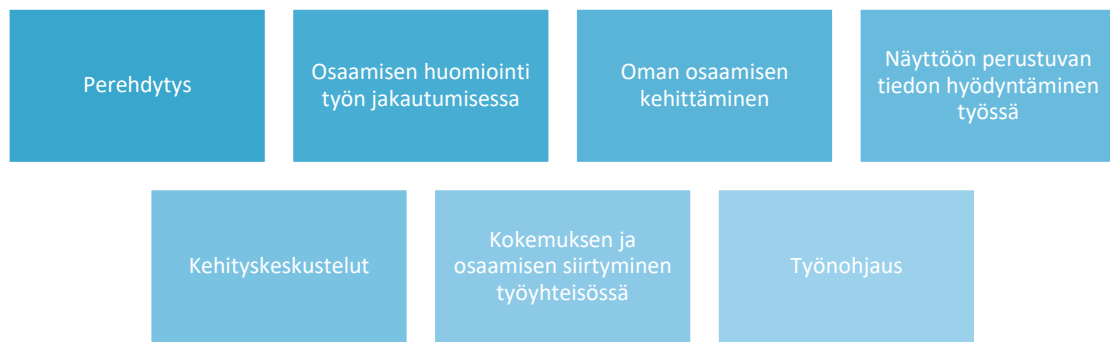 Perehdytys
Osaamisen huomiointi
työn jakautumisessa
Oman osaamisen
kehittäminen
Näyttöön perustuvan
tiedon hyödyntäminen
työssä
Kehityskeskustelut
Kokemuksen ja
osaamisen siirtyminen
työyhteisössä
Työnohjaus